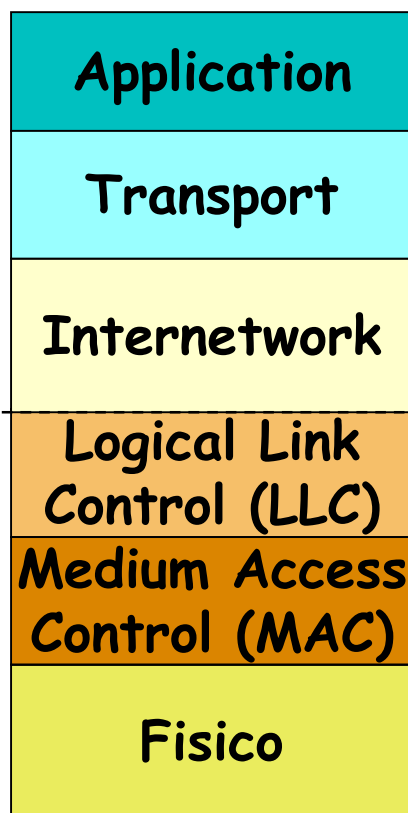 Application
Transport
Internetwork
Logical Link
Control (LLC)
Medium Access
Control (MAC)
Fisico